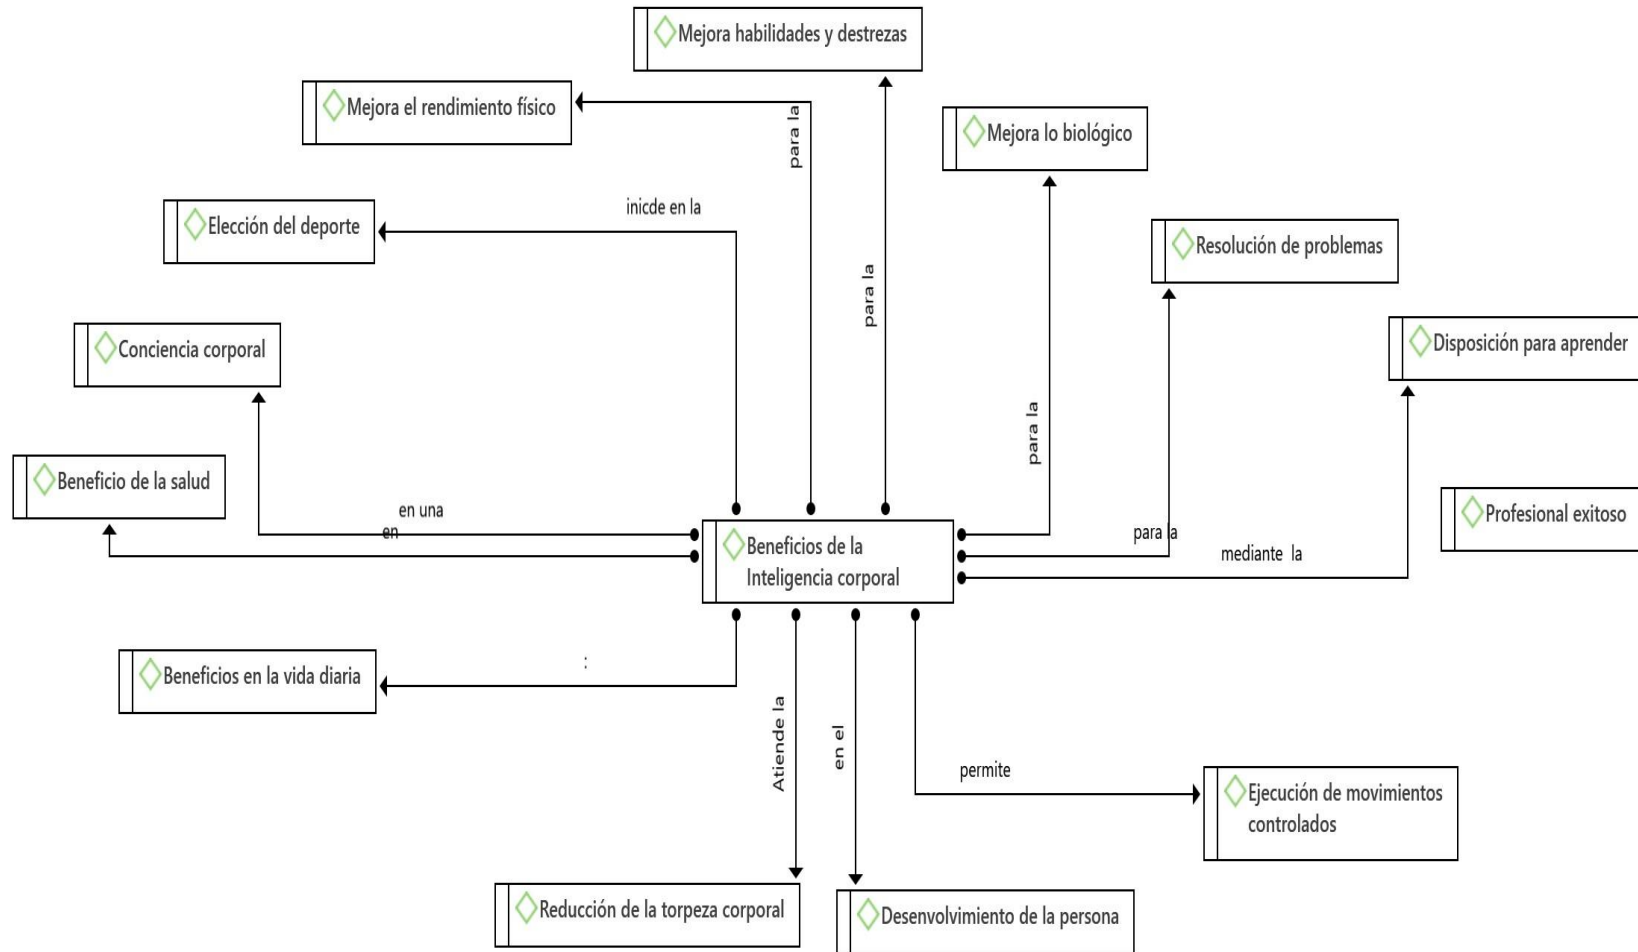 Mejora habilidades y destrezas
Mejora el rendimiento físico
para la
Mejora lo biológico
inicde en la
Elección del deporte
Resolución de problemas
para la
Conciencia corporal
Disposición para aprender
para la
Beneficio de la salud
en una
en
Profesional exitoso
para la
mediante la
Beneficios de la
Inteligencia corporal
Beneficios en la vida diaria
:
Atiende la
en el
permite
Ejecución de movimientos
controlados
Reducción de la torpeza corporal
Desenvolvimiento de la persona